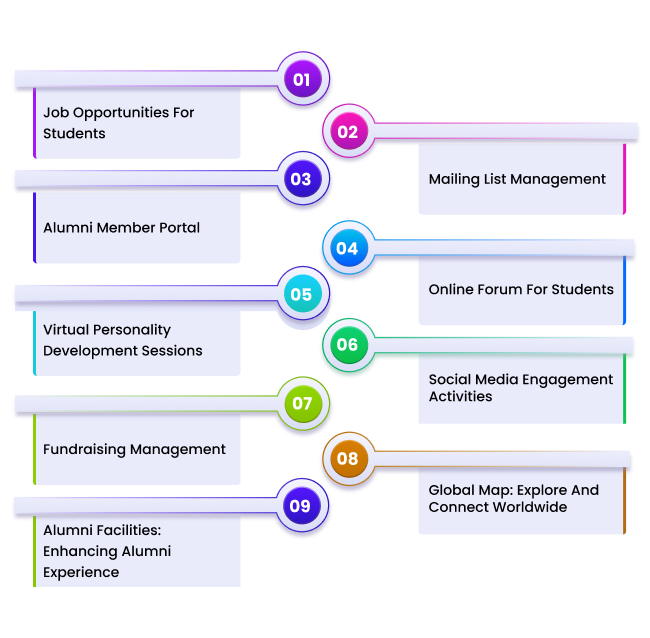 01
Job Opportunities For
Students
02
Mailing List Management
03
Alumni Member Portal
04
Online Forum For Students
05
Virtual Personality
Development Sessions
06
Social Media Engagement
Activities
07
Fundraising Management
08
Global Map: Explore And
Connect Worldwide
09
Alumni Facilities:
Enhancing Alumni
Experience